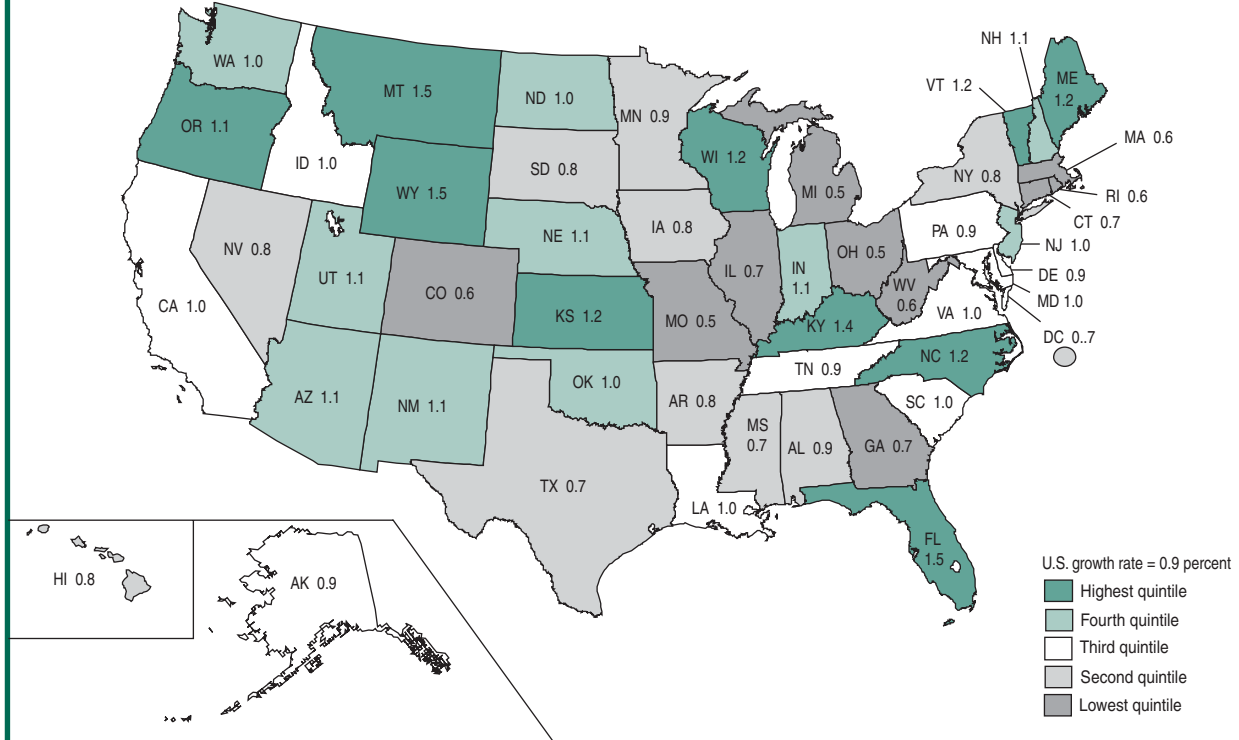 NH 1.1
WA 1.0
MT 1.5
ND 1.0
MN 0.9
VT 1.2
ME
1.2
OR 1.1
ID 1.0
WY 1.5
SD 0.8
WI 1.2
MI 0.5
NY 0.8
MA 0.6
RI 0.6
CT 0.7
NJ 1.0
NV 0.8
UT 1.1
NE 1.1
IA 0.8
PA 0.9
DE 0.9
MD 1.0
DC 0.7
CA 1.0
CO 0.6
KS 1.2
MO 0.5
IL 0.7
IN
1.1
OH 0.5
WV
0.6
VA 1.0
KY 1.4
NC 1.2
TN 0.9
SC 1.0
AZ 1.1
NM 1.1
OK 1.0
AR 0.8
MS
0.7
AL 0.9
GA 0.7
TX 0.7
LA 1.0
FL
1.5
HI 0.8
AK 0.9
U.S. growth rate = 0.9 percent
Highest quintile
Fourth quintile
Third quintile
Second quintile
Lowest quintile